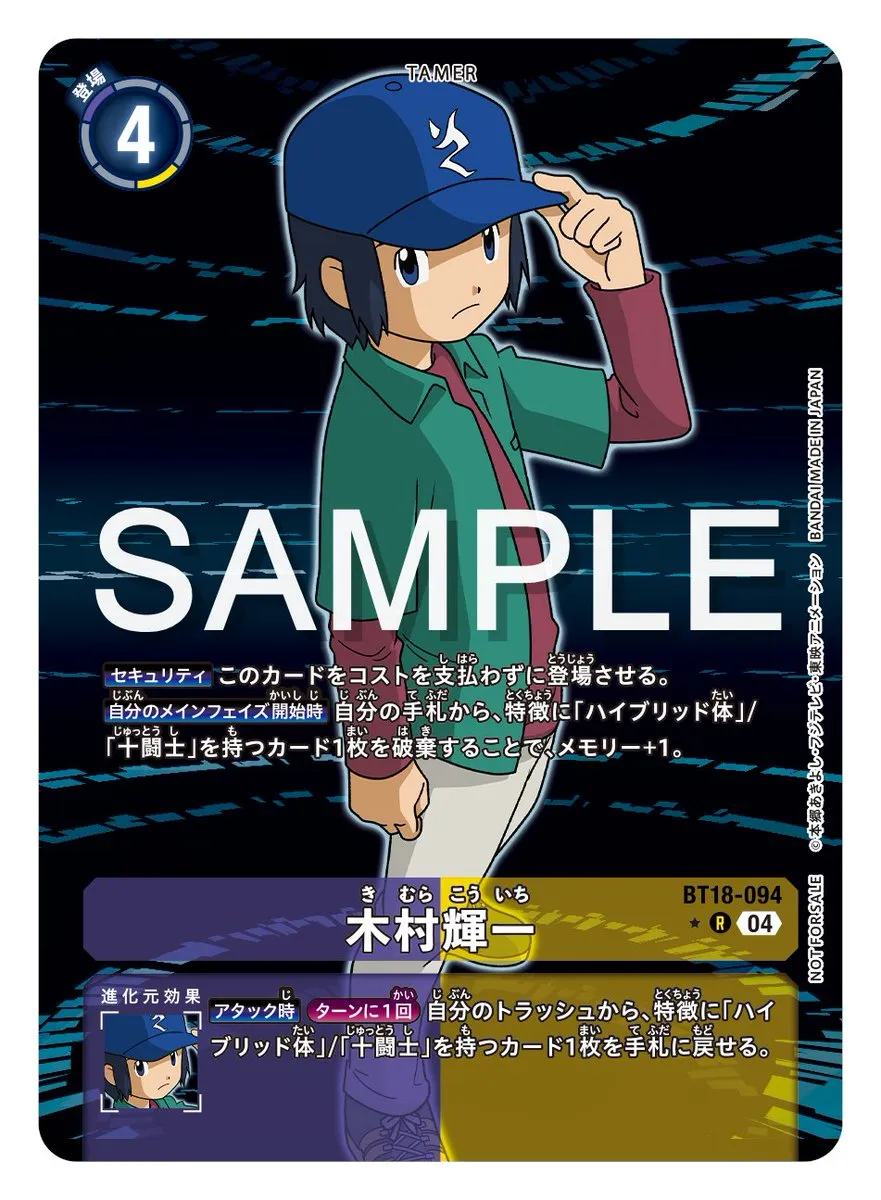 TAMER
登場
4
SAMPLE
セキュリティ このカードをコストを支払わずに登場させる。
自分のメインフェイズ開始時 自分の手札から、特徴に「ハイブリッド体」/
「十闘士」を持つカード1枚を破棄することで、メモリー+1。
©本郷あきよし・フジテレビ・東映アニメーション BANDAI MADE IN JAPAN
NOT FOR SALE
きむらこういち
木村輝一
BT18-094
★ R 04
進化元効果
アタック時 ターンに1回 自分のトラッシュから、特徴に「ハイ
ブリッド体」/「十闘士」を持つカード1枚を手札に戻せる。